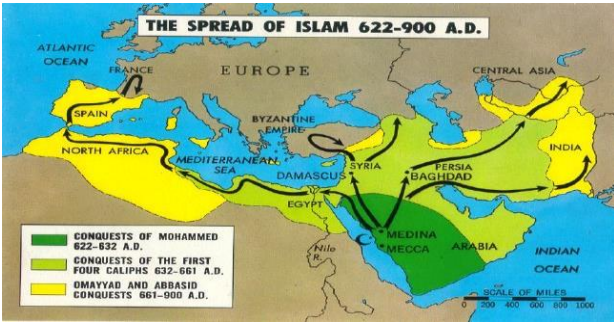 THE SPREAD OF ISLAM 622-900 A.D.
ATLANTIC
OCEAN
FRANCE
EUROPE
CENTRAL ASIA
SPAIN
BYZANTINE
EMPIRE
NORTH AFRICA
MEDITERRANEAN
SEA
SYRIA
DAMASCUS
PERSIA
BAGHDAD
INDIA
EGYPT
MEDINA
MECCA
ARABIA
Nile
R.
INDIAN
OCEAN
CONQUESTS OF MOHAMMED
622-632 A.D.
CONQUESTS OF THE FIRST
FOUR CALIPHS 632-661 A.D.
OMAYYAD AND ABBASID
CONQUESTS 661-900 A.D.
SCALE OF MILES
0 200 400 600 800 1000